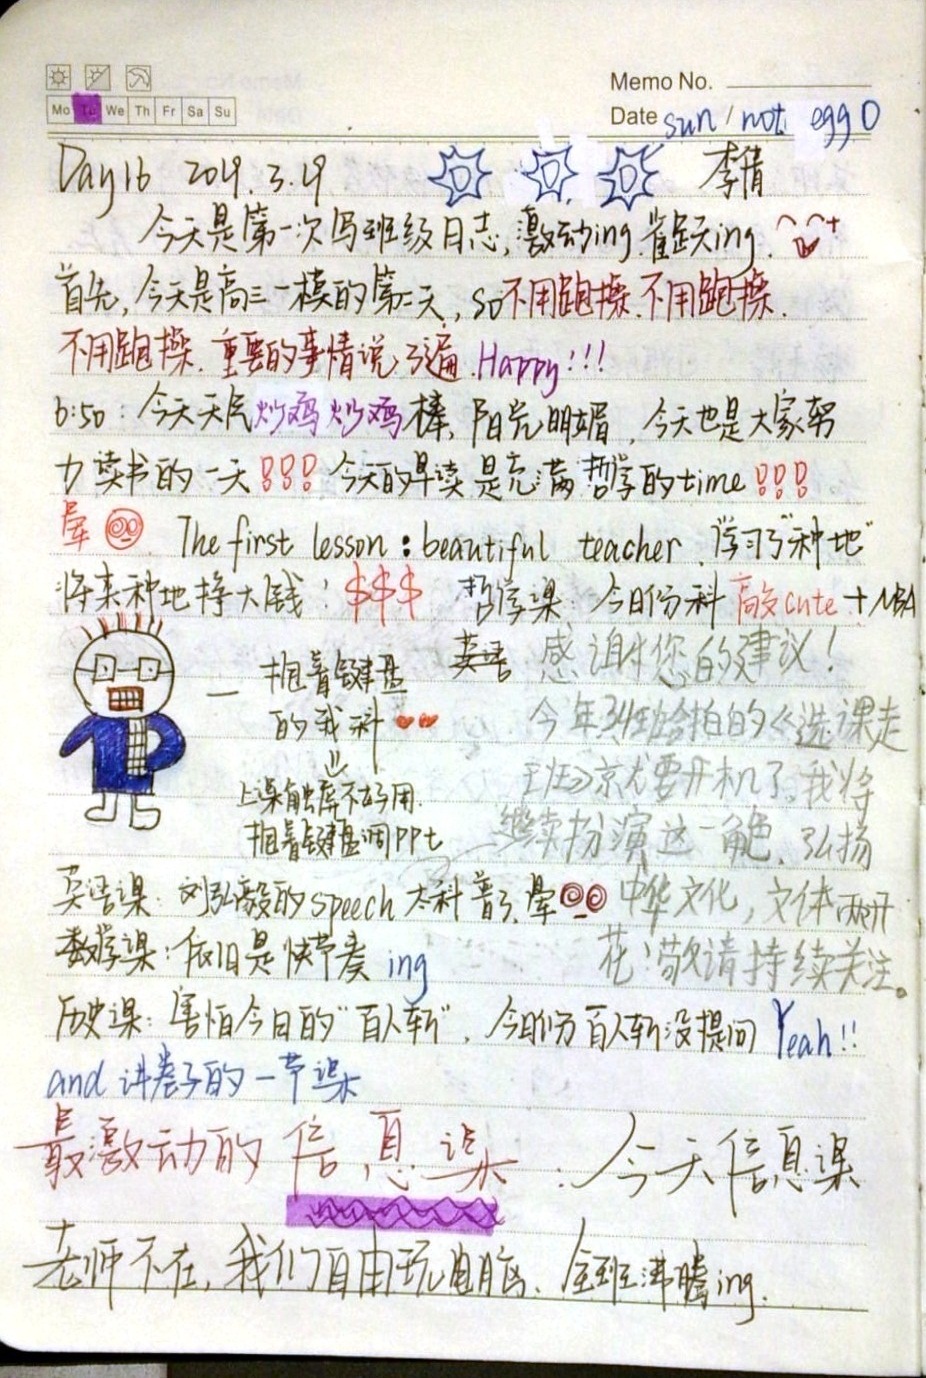 Memo No.
Mo Tu We Th Fr Sa Su
Date sun / not egg 0
Day16 2019.3.19 李倩
今天是第一次写班级日志,激动ing.雀跃ing.
首先,今天是高三一模的第二天,so不用跑操.不用跑操.
不用跑操.重要的事情说3遍.Happy!!!
6:50:今天天气炒鸡炒鸡棒,阳光明媚,今天也是大家努
力读书的一天!!!今天的早读是充满哲学的time!!!
晕 The first lesson:beautiful teacher.学习了"种地"
将来种地挣大钱!$$$ 哲学课:今日份科 高文cute+
英语 感谢您的建议!
抱着键盘
的我科
今年3班给拍的《选课走
班》京就要开机了,我将
上课触屏不好用.
抱着键盘调PPt
继续扮演这一角色,弘扬
英语课:刘弘毅的speech太科普了.晕
中华文化,文体两开
数学课:依旧是快节奏ing
花!敬请持续关注。
历史课:害怕今日的"百人斩",今日份百人斩没提问 Yeah!!
and 讲卷子的一节课
最激动的信息课:今天信息课
老师不在,我们自由玩电脑.全班沸腾ing.